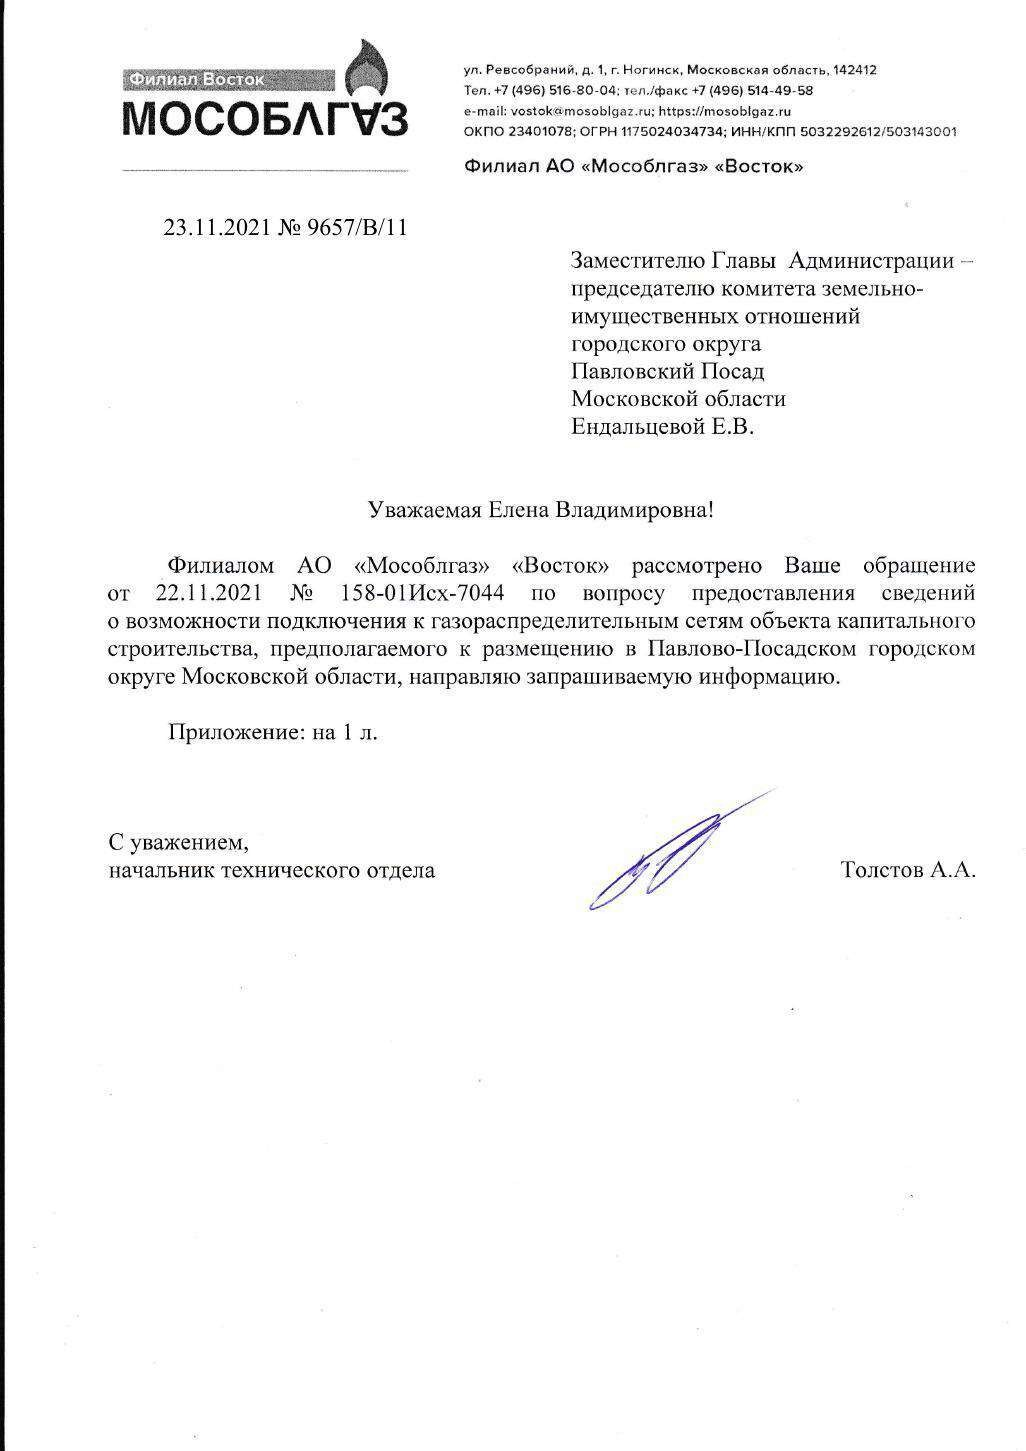 Филиал Восток
МОСОБЛГАЗ
ул. Ревсобраний, д. 1, г. Ногинск, Московская область, 142412
Тел. +7 (496) 516-80-04; тел./факс +7 (496) 514-49-58
e-mail: vostok@mosoblgaz.ru; https://mosoblgaz.ru
ОКПО 23401078; ОГРН 1175024034734; ИНН/КПП 5032292612/503143001
Филиал АО «Мособлгаз» «Восток»
23.11.2021 № 9657/В/11
Заместителю Главы Администрации –
председателю комитета земельно-
имущественных отношений
городского округа
Павловский Посад
Московской области
Ендальцевой Е.В.
Уважаемая Елена Владимировна!
Филиалом АО «Мособлгаз» «Восток» рассмотрено Ваше обращение
от 22.11.2021 № 158-01Исх-7044 по вопросу предоставления сведений
о возможности подключения к газораспределительным сетям объекта капитального
строительства, предполагаемого к размещению в Павлово-Посадском городском
округе Московской области, направляю запрашиваемую информацию.
Приложение: на 1 л.
С уважением,
начальник технического отдела
Толстов А.А.